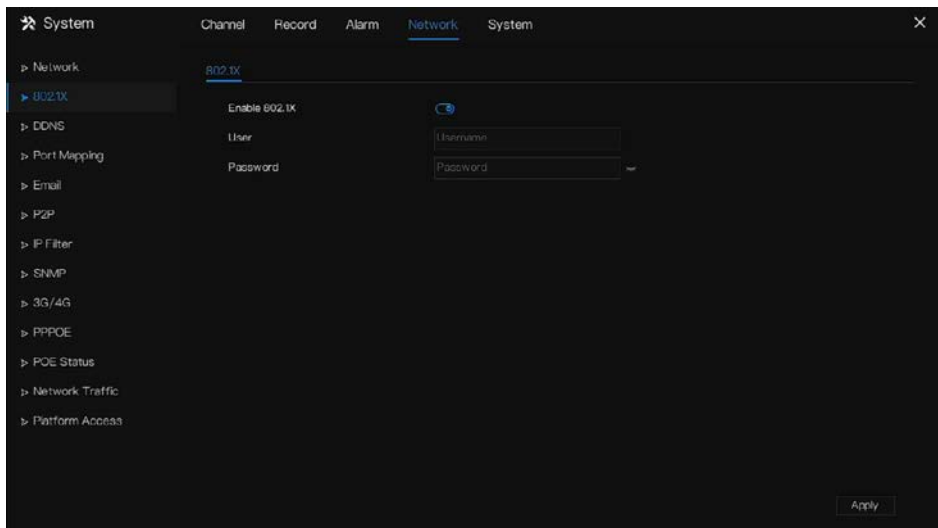 System
Channel Record Alarm Network System
Network
802.1X
DDNS
Port Mapping
Email
P2P
IP Filter
SNMP
3G/4G
PPPOE
POE Status
Network Traffic
Platform Access
802.1X
Enable 802.1X
User Username
Password Password
Apply